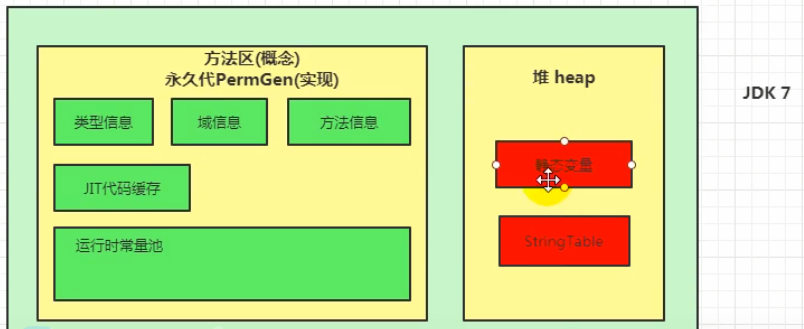 方法区(概念)
永久代PermGen(实现)
类型信息
域信息
方法信息
JIT代码缓存
运行时常量池
堆 heap
静态变量
StringTable
JDK 7